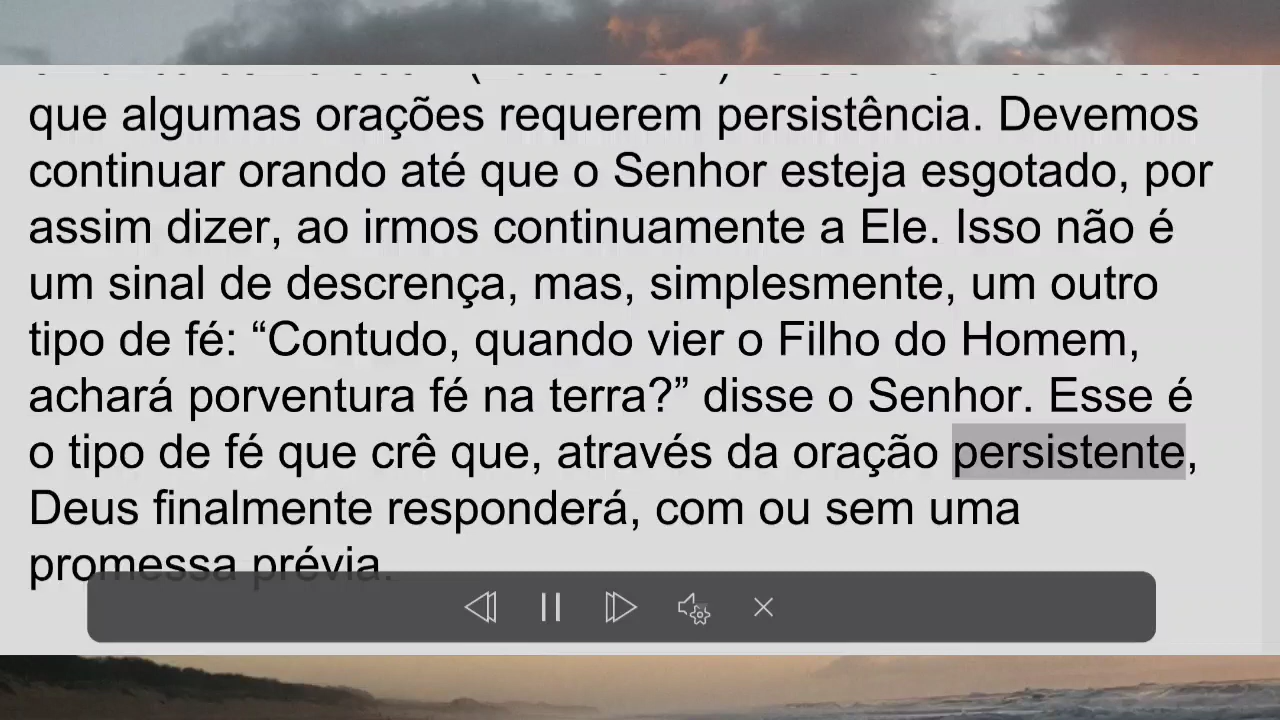 que algumas orações requerem persistência. Devemos
continuar orando até que o Senhor esteja esgotado, por
assim dizer, ao irmos continuamente a Ele. Isso não é
um sinal de descrença, mas, simplesmente, um outro
tipo de fé: “Contudo, quando vier o Filho do Homem,
achará porventura fé na terra?” disse o Senhor. Esse é
o tipo de fé que crê que, através da oração persistente,
Deus finalmente responderá, com ou sem uma
promessa prévia.